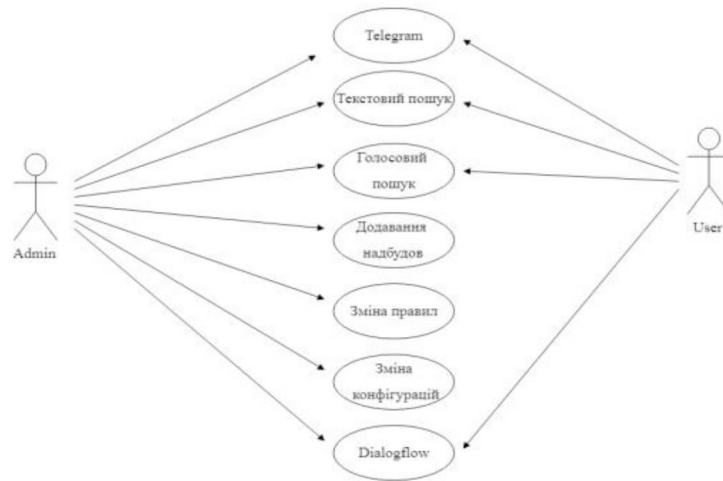 Telegram
Текстовий пошук
Голосовий
пошук
Додавання
надбудов
Зміна правил
Зміна
конфігурацій
Dialogflow
Admin
User